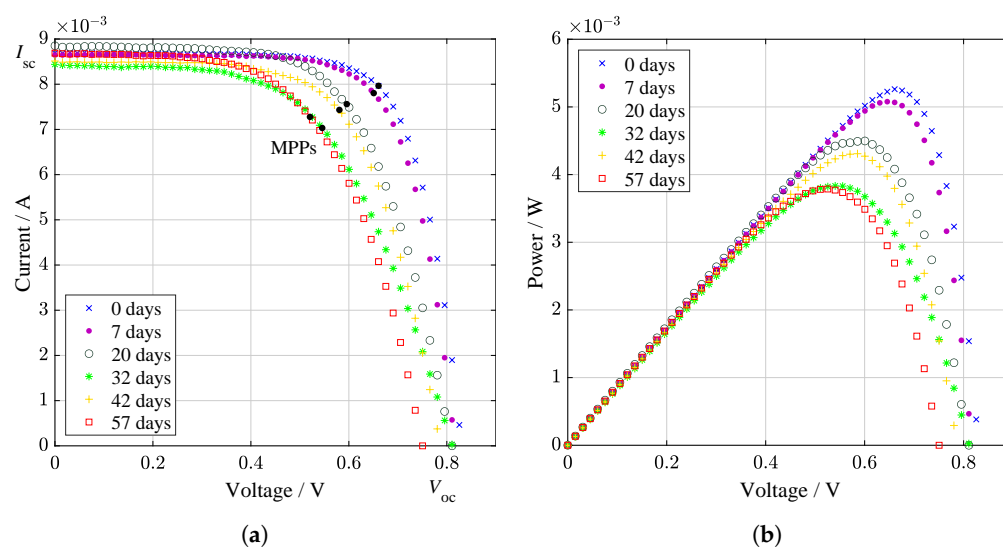 ×10⁻³
9
8
7
6
5
4
3
2
1
0
I
sc
Current / A
MPPs
0 days
7 days
20 days
32 days
42 days
57 days
0 0.2 0.4 0.6 0.8
Voltage / V
V
oc
(a)
×10⁻³
6
5
4
3
2
1
0
Power / W
0 days
7 days
20 days
32 days
42 days
57 days
0 0.2 0.4 0.6 0.8
Voltage / V
(b)